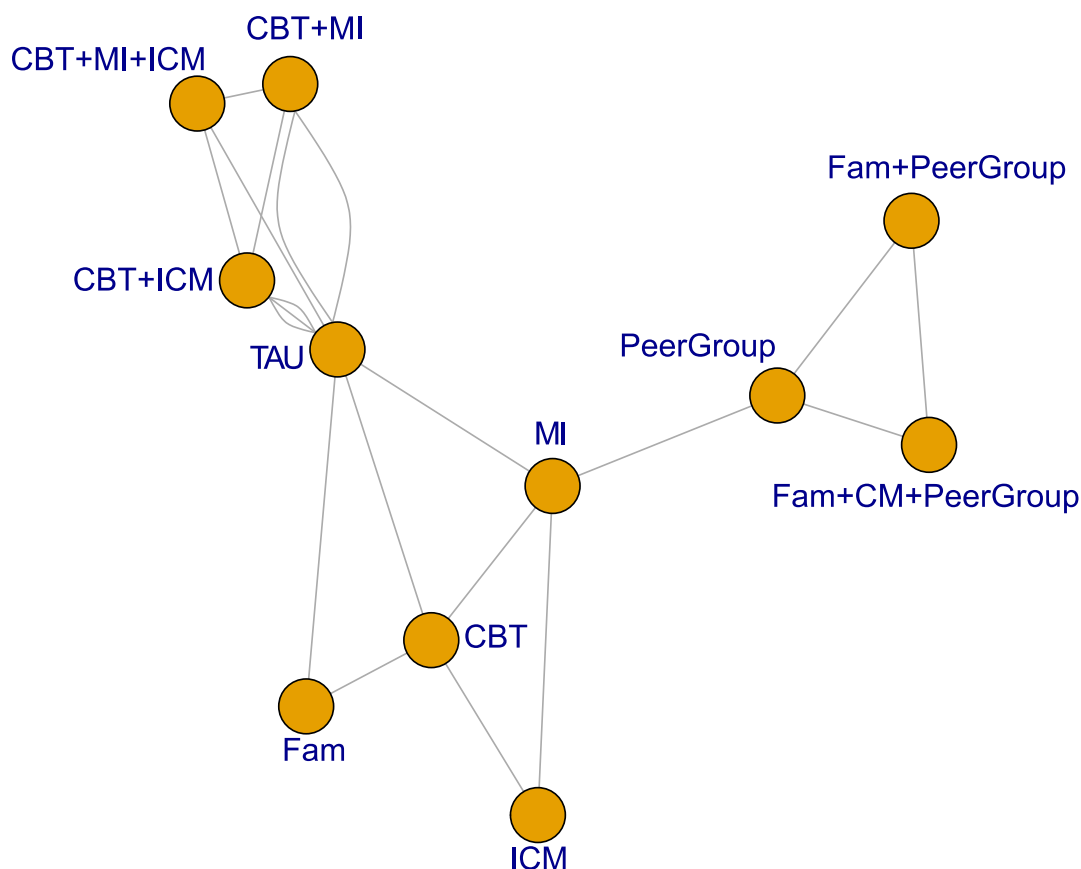 CBT+MI
CBT+MI+ICM
Fam+PeerGroup
CBT+ICM
PeerGroup
TAU
MI
Fam+CM+PeerGroup
CBT
Fam
ICM